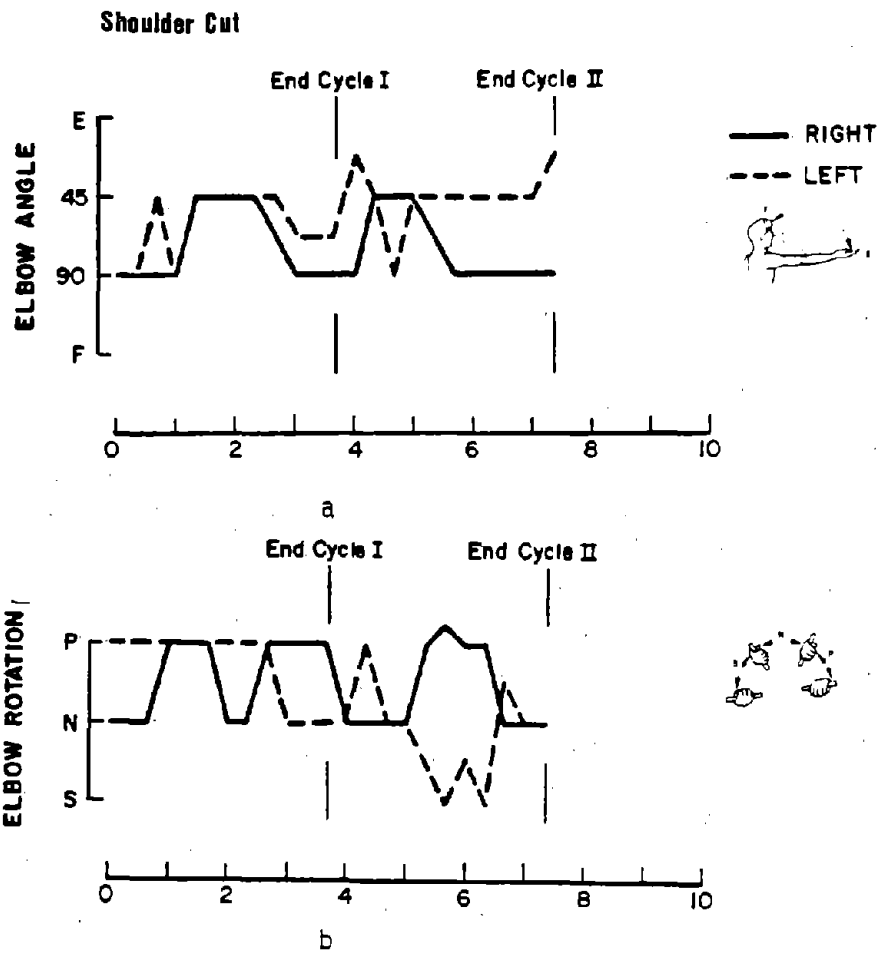 Shoulder Cut
End Cycle I
End Cycle II
RIGHT
LEFT
ELBOW ANGLE
E
45
90
F
0 2 4 6 8 10
a
End Cycle I
End Cycle II
ELBOW ROTATION
P
N
S
0 2 4 6 8 10
b